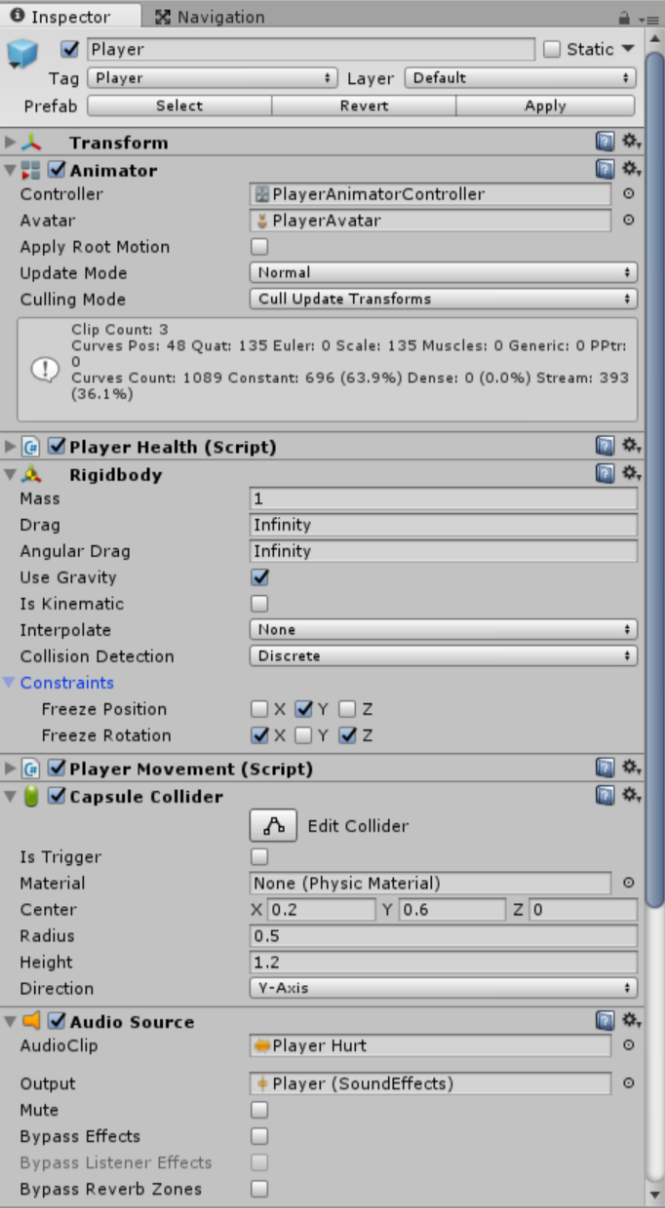 Inspector Navigation
Player Static
Tag Player Layer Default
Prefab Select Revert Apply
Transform
Animator
Controller PlayerAnimatorController
Avatar PlayerAvatar
Apply Root Motion
Update Mode Normal
Culling Mode Cull Update Transforms
Clip Count: 3
Curves Pos: 48 Quat: 135 Euler: 0 Scale: 135 Muscles: 0 Generic: 0 PPtr:
0
Curves Count: 1089 Constant: 696 (63.9%) Dense: 0 (0.0%) Stream: 393
(36.1%)
Player Health (Script)
Rigidbody
Mass 1
Drag Infinity
Angular Drag Infinity
Use Gravity
Is Kinematic
Interpolate None
Collision Detection Discrete
Constraints
Freeze Position X Y Z
Freeze Rotation X Y Z
Player Movement (Script)
Capsule Collider
Edit Collider
Is Trigger
Material None (Physic Material)
Center X 0.2 Y 0.6 Z 0
Radius 0.5
Height 1.2
Direction Y-Axis
Audio Source
AudioClip Player Hurt
Output Player (SoundEffects)
Mute
Bypass Effects
Bypass Listener Effects
Bypass Reverb Zones